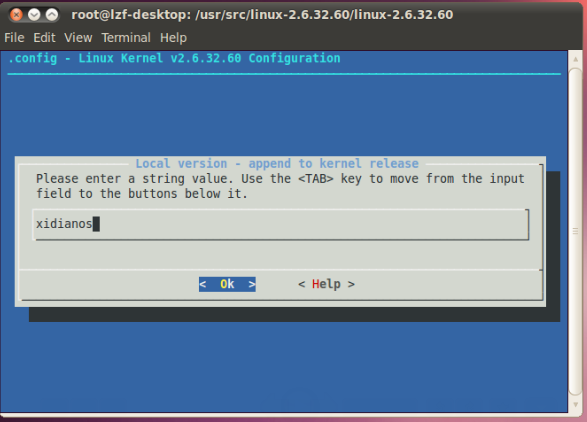 root@lzf-desktop: /usr/src/linux-2.6.32.60/linux-2.6.32.60
File Edit View Terminal Help
.config - Linux Kernel v2.6.32.60 Configuration
Local version - append to kernel release
Please enter a string value. Use the <TAB> key to move from the input
field to the buttons below it.
xidianos
< Ok > < Help >